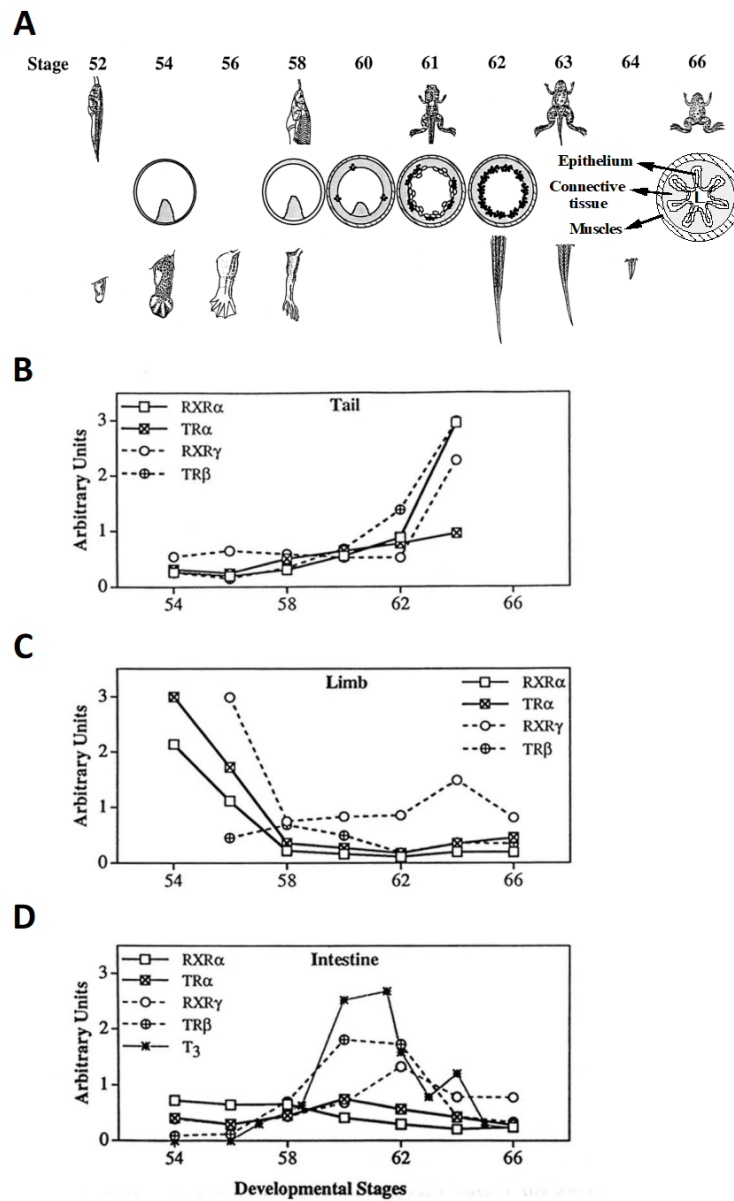 A
Stage 52 54 56 58 60 61 62 63 64 66
Epithelium
Connective
tissue
Muscles
L
B
Tail
RXRα
TRα
RXRγ
TRβ
Arbitrary Units
3
2
1
0
54 58 62 66
C
Limb
RXRα
TRα
RXRγ
TRβ
Arbitrary Units
3
2
1
0
54 58 62 66
D
Intestine
RXRα
TRα
RXRγ
TRβ
T3
Arbitrary Units
3
2
1
0
54 58 62 66
Developmental Stages